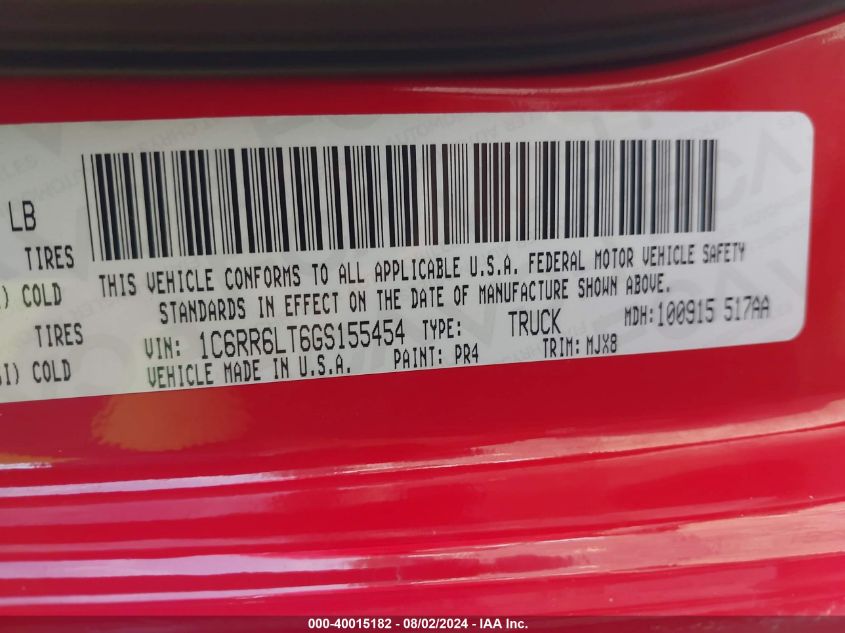 LB
TIRES
) COLD
TIRES
SI) COLD
THIS VEHICLE CONFORMS TO ALL APPLICABLE U.S.A. FEDERAL MOTOR VEHICLE SAFETY
STANDARDS IN EFFECT ON THE DATE OF MANUFACTURE SHOWN ABOVE.
VIN: 1C6RR6LT6GS155454 TYPE: TRUCK MDH:100915 517AA
VEHICLE MADE IN U.S.A. PAINT: PR4 TRIM: MJX8
000-40015182 - 08/02/2024 - IAA Inc.